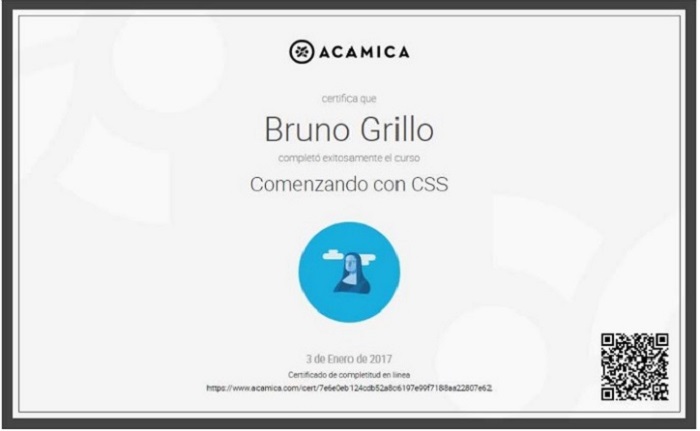 ACAMICA
certifica que
Bruno Grillo
completó exitosamente el curso
Comenzando con CSS
3 de Enero de 2017
Certificado de completitud en línea
https://www.acamica.com/cert/7e6e0eb124cdb52a8c6197e99f7188aa22807e62